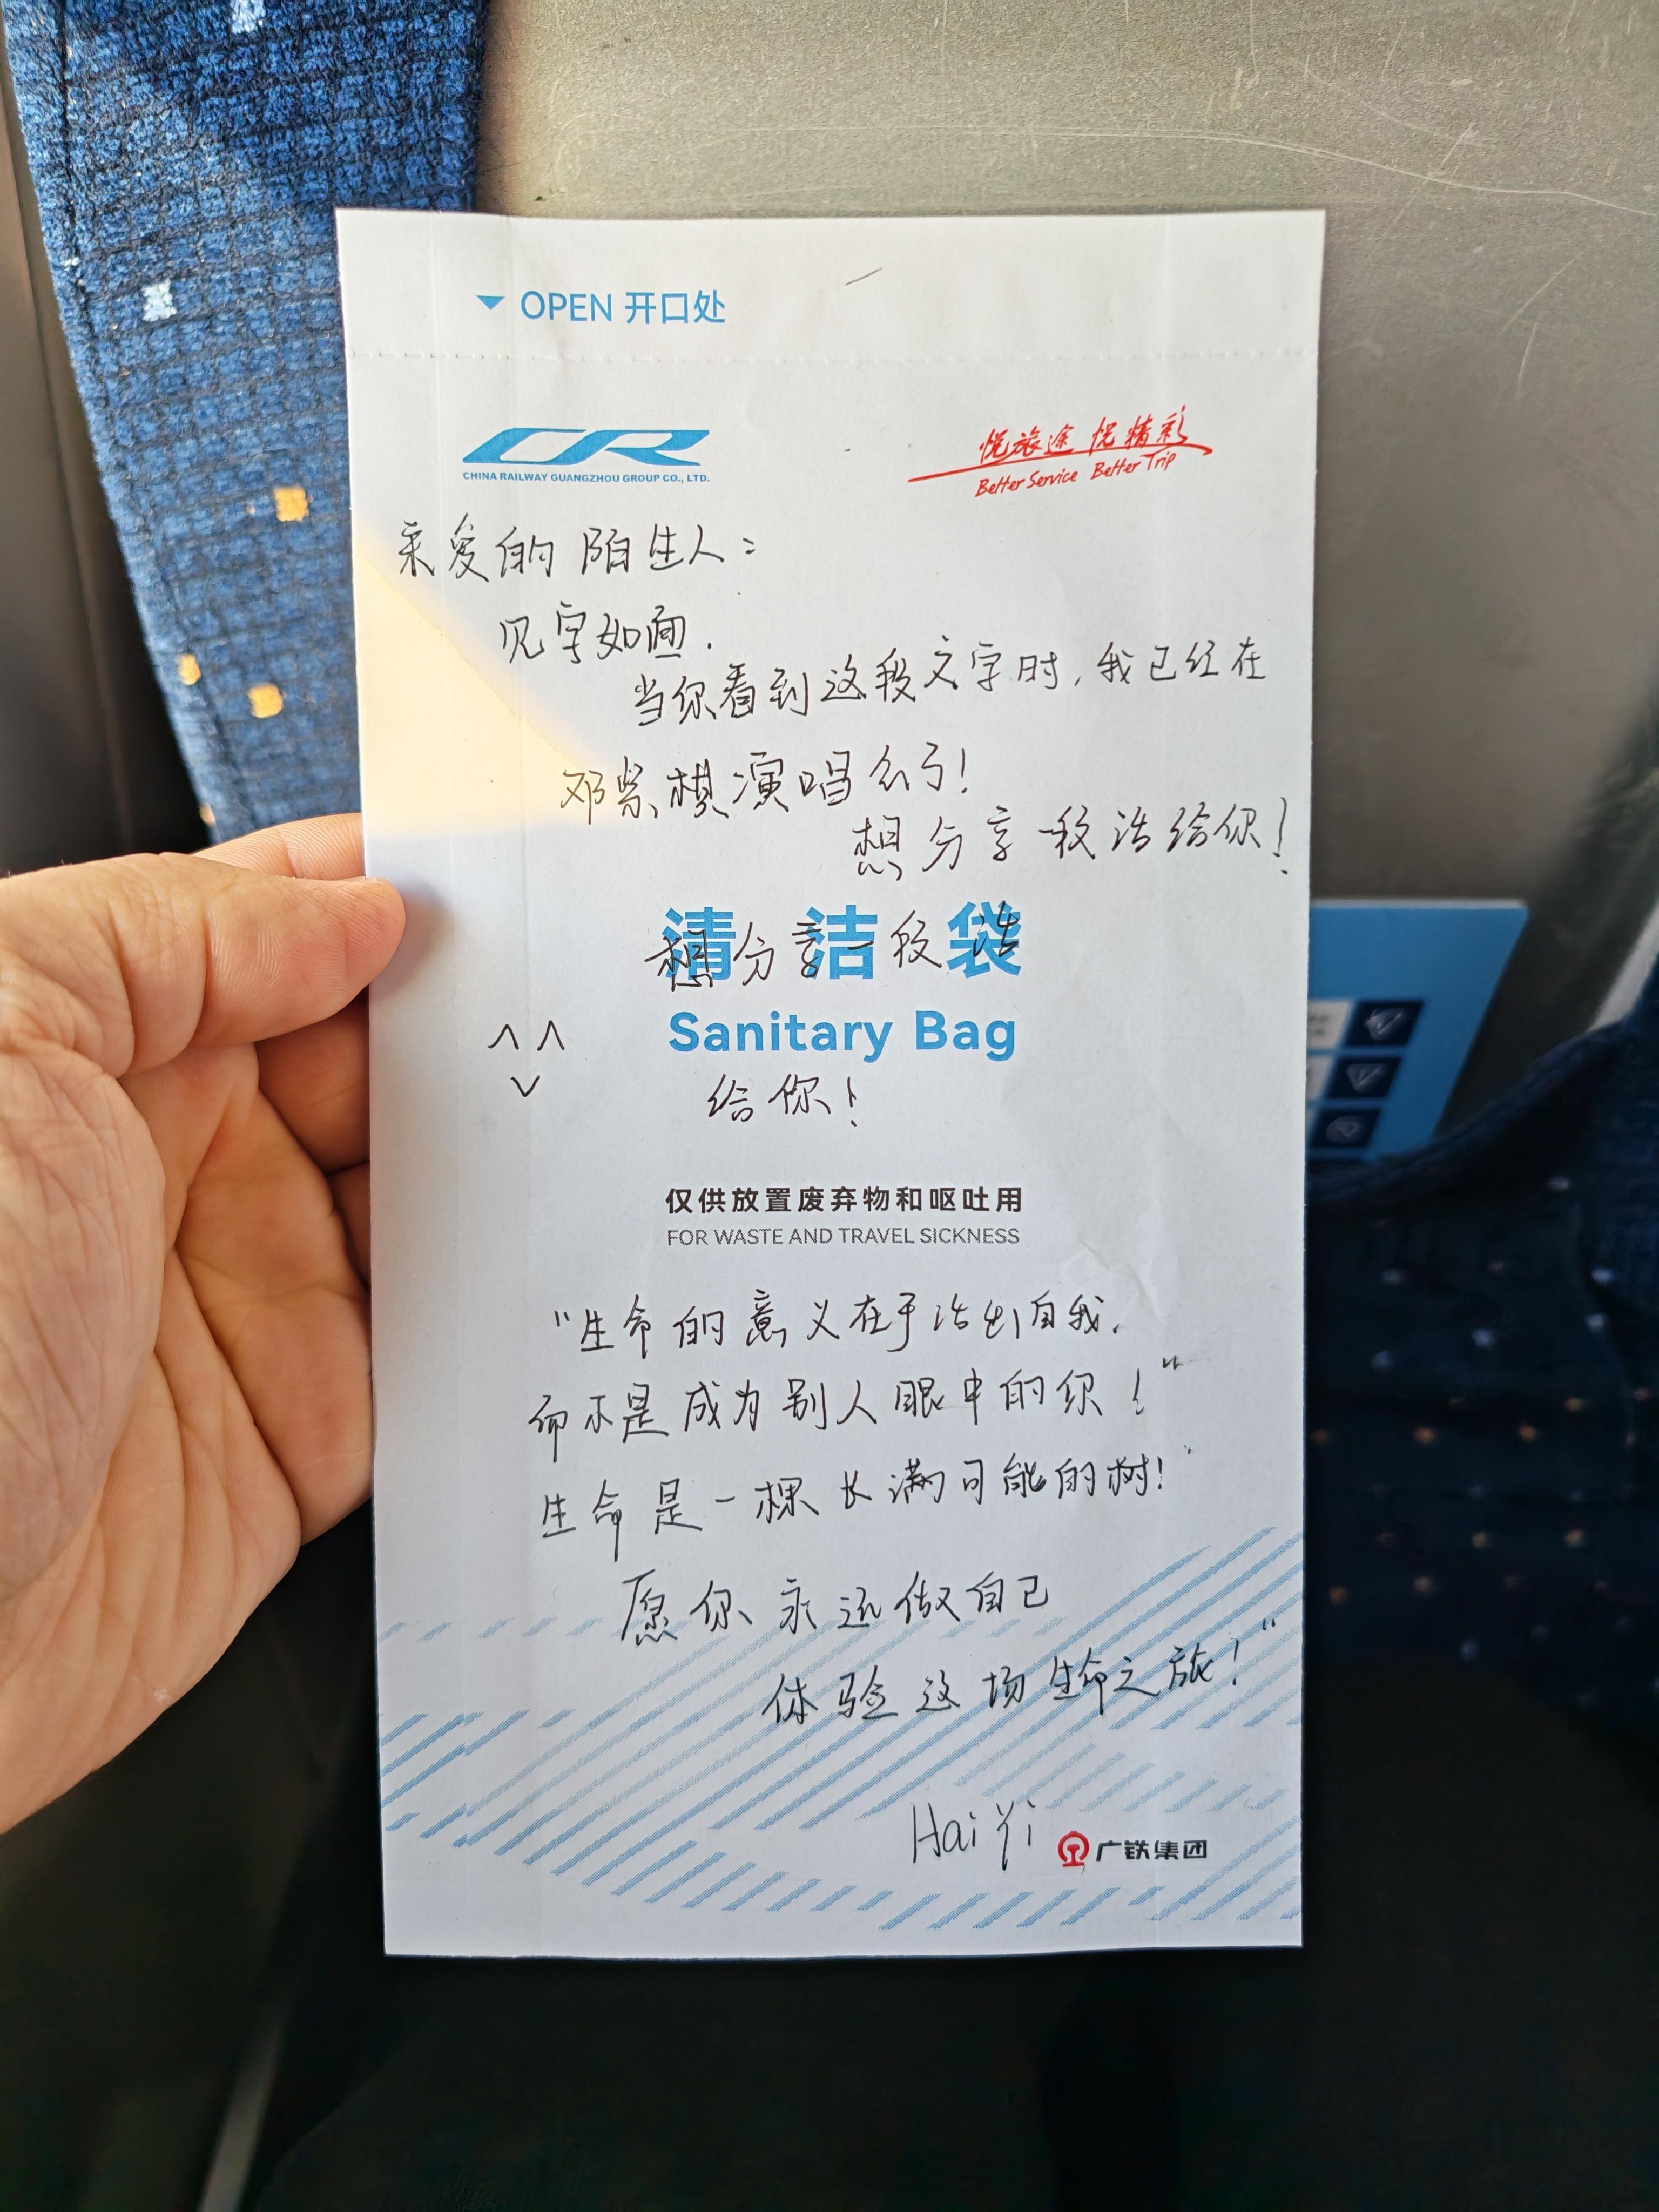 OPEN 开口处
CR
CHINA RAILWAY GUANGZHOU GROUP CO., LTD.
悦旅途 悦精彩
Better Service Better Trip
亲爱的陌生人：
见字如面.
当你看到这段文字时,我已经在
邓紫棋演唱会了!
想分享一段话给你!
清洁袋
想分享一段话
Sanitary Bag
给你!
仅供放置废弃物和呕吐用
FOR WASTE AND TRAVEL SICKNESS
"生命的意义在于活出自我.
而不是成为别人眼中的你!"
生命是一棵长满可能的树!
愿你永远做自己
体验这场生命之旅!"
Hai Yi
广铁集团